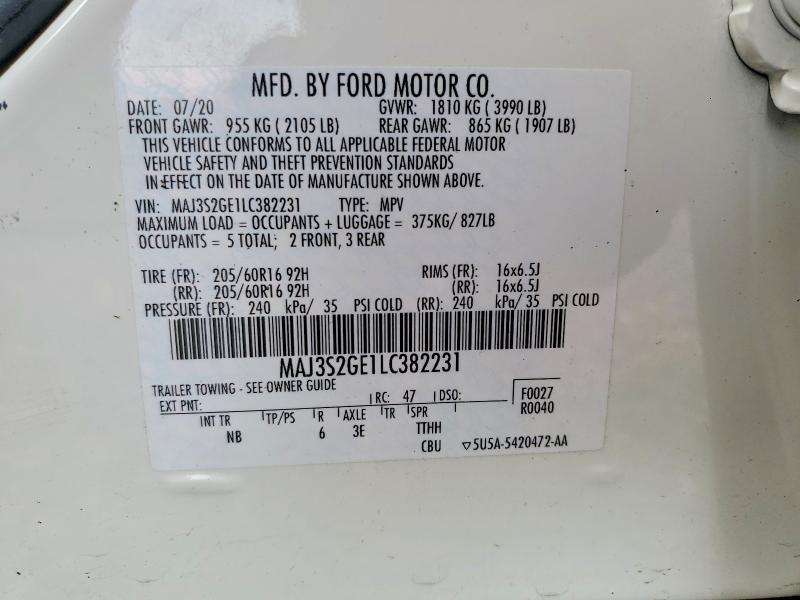 MFD. BY FORD MOTOR CO.
DATE: 07/20 GVWR: 1810 KG ( 3990 LB)
FRONT GAWR: 955 KG ( 2105 LB) REAR GAWR: 865 KG ( 1907 LB)
THIS VEHICLE CONFORMS TO ALL APPLICABLE FEDERAL MOTOR
VEHICLE SAFETY AND THEFT PREVENTION STANDARDS
IN EFFECT ON THE DATE OF MANUFACTURE SHOWN ABOVE.
VIN: MAJ3S2GE1LC382231 TYPE: MPV
MAXIMUM LOAD = OCCUPANTS + LUGGAGE = 375KG/ 827LB
OCCUPANTS = 5 TOTAL; 2 FRONT, 3 REAR
TIRE (FR): 205/60R16 92H RIMS (FR): 16x6.5J
(RR): 205/60R16 92H (RR): 16x6.5J
PRESSURE (FR): 240 kPa/ 35 PSI COLD (RR): 240 kPa/ 35 PSI COLD
MAJ3S2GE1LC382231
TRAILER TOWING - SEE OWNER GUIDE
EXT PNT: RC: 47 DSO: F0027
R0040
INT TR TP/PS R AXLE TR SPR
NB 6 3E TTHH
CBU ▽5U5A-5420472-AA